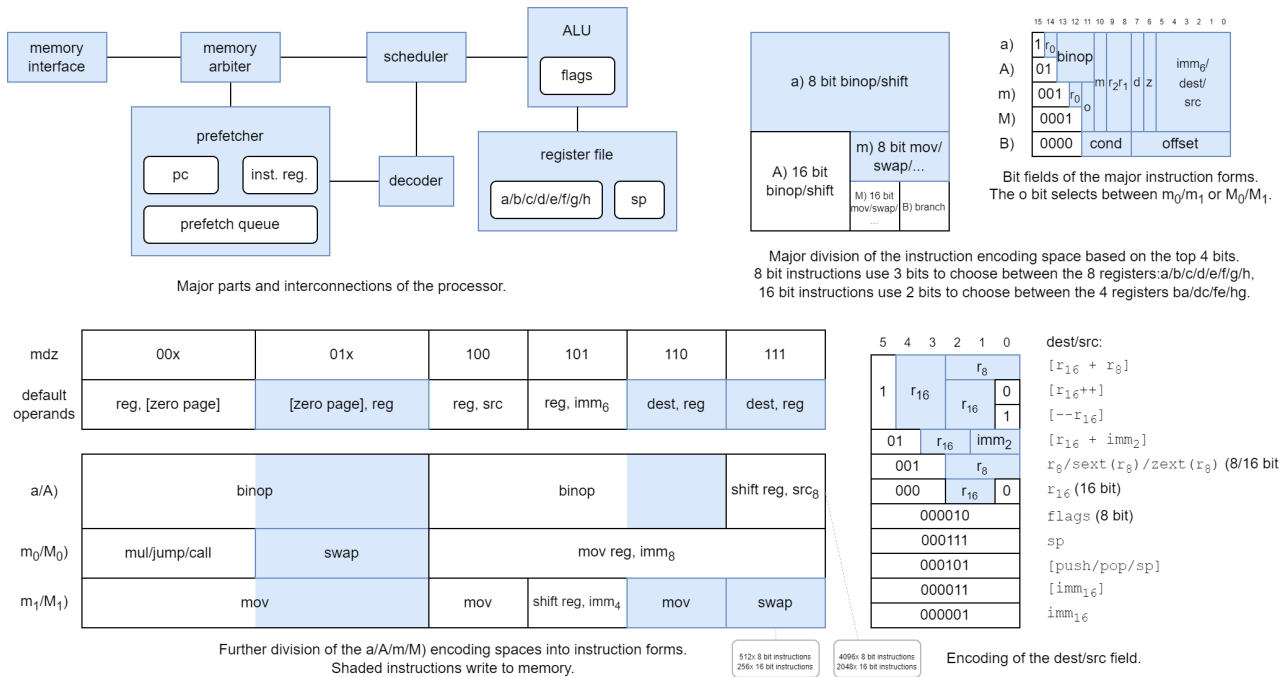 memory
interface
memory
arbiter
scheduler
ALU
flags
prefetcher
pc
inst. reg.
prefetch queue
decoder
register file
a/b/c/d/e/f/g/h
sp
Major parts and interconnections of the processor.
a) 8 bit binop/shift
A) 16 bit
binop/shift
m) 8 bit mov/
swap/...
M) 16 bit
mov/swap/
...
B) branch
Major division of the instruction encoding space based on the top 4 bits.
8 bit instructions use 3 bits to choose between the 8 registers:a/b/c/d/e/f/g/h,
16 bit instructions use 2 bits to choose between the 4 registers ba/dc/fe/hg.
15 14 13 12 11 10 9 8 7 6 5 4 3 2 1 0
a) 1 r₀ binop m r₂r₁ d z imm₆/
dest/
src
A) 01
m) 001 r₀ o
M) 0001
B) 0000 cond offset
Bit fields of the major instruction forms.
The o bit selects between m₀/m₁ or M₀/M₁.
mdz 00x 01x 100 101 110 111
default
operands
reg, [zero page] [zero page], reg reg, src reg, imm₆ dest, reg dest, reg
a/A) binop binop shift reg, src₈
m₀/M₀) mul/jump/call swap mov reg, imm₈
m₁/M₁) mov mov shift reg, imm₄ mov swap
Further division of the a/A/m/M) encoding spaces into instruction forms.
Shaded instructions write to memory.
512x 8 bit instructions
256x 16 bit instructions
4096x 8 bit instructions
2048x 16 bit instructions
5 4 3 2 1 0 dest/src:
1 r₁₆ r₈ [r₁₆ + r₈]
r₁₆ 0 [r₁₆++]
1 [--r₁₆]
01 r₁₆ imm₂ [r₁₆ + imm₂]
001 r₈ r₈/sext(r₈)/zext(r₈) (8/16 bit
000 r₁₆ 0 r₁₆ (16 bit)
000010 flags (8 bit)
000111 sp
000101 [push/pop/sp]
000011 [imm₁₆]
000001 imm₁₆
Encoding of the dest/src field.